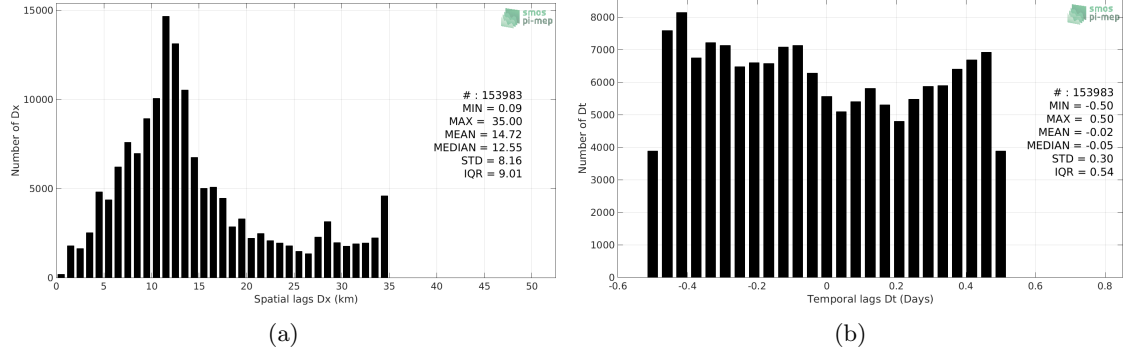 15000
10000
5000
0
0 5 10 15 20 25 30 35 40 45 50
Number of Dx
Spatial lags Dx (km)
smos
pi-mep
# : 153983
MIN = 0.09
MAX = 35.00
MEAN = 14.72
MEDIAN = 12.55
STD = 8.16
IQR = 9.01
(a)
8000
7000
6000
5000
4000
3000
2000
1000
0
-0.6 -0.4 -0.2 0 0.2 0.4 0.6 0.8
Number of Dt
Temporal lags Dt (Days)
smos
pi-mep
# : 153983
MIN = -0.50
MAX = 0.50
MEAN = -0.02
MEDIAN = -0.05
STD = 0.30
IQR = 0.54
(b)